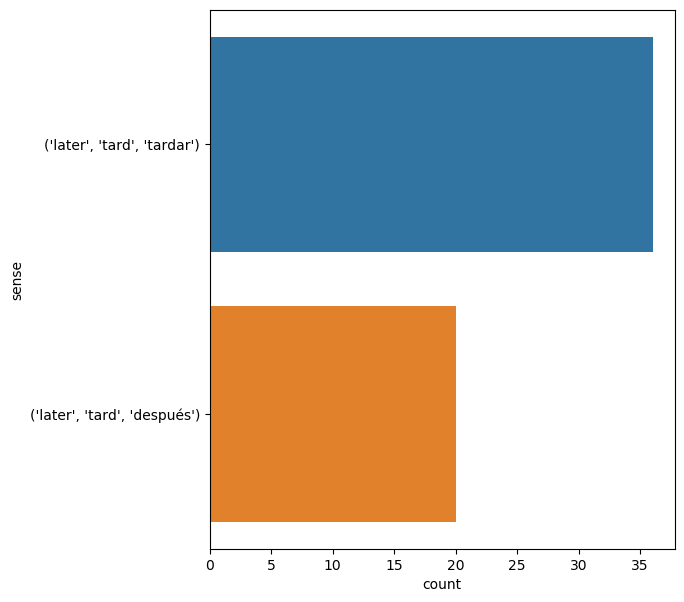 ('later', 'tard', 'tardar')
('later', 'tard', 'después')
sense
0 5 10 15 20 25 30 35
count